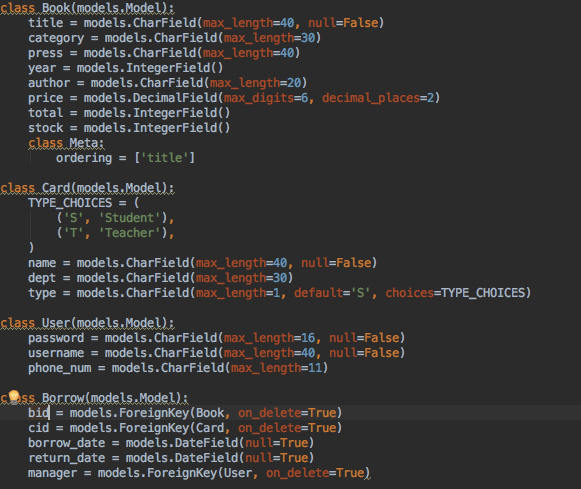 class Book(models.Model):
    title = models.CharField(max_length=40, null=False)
    category = models.CharField(max_length=30)
    press = models.CharField(max_length=40)
    year = models.IntegerField()
    author = models.CharField(max_length=20)
    price = models.DecimalField(max_digits=6, decimal_places=2)
    total = models.IntegerField()
    stock = models.IntegerField()
    class Meta:
        ordering = ['title']

class Card(models.Model):
    TYPE_CHOICES = (
        ('S', 'Student'),
        ('T', 'Teacher'),
    )
    name = models.CharField(max_length=40, null=False)
    dept = models.CharField(max_length=30)
    type = models.CharField(max_length=1, default='S', choices=TYPE_CHOICES)

class User(models.Model):
    password = models.CharField(max_length=16, null=False)
    username = models.CharField(max_length=40, null=False)
    phone_num = models.CharField(max_length=11)

class Borrow(models.Model):
    bid = models.ForeignKey(Book, on_delete=True)
    cid = models.ForeignKey(Card, on_delete=True)
    borrow_date = models.DateField(null=True)
    return_date = models.DateField(null=True)
    manager = models.ForeignKey(User, on_delete=True)